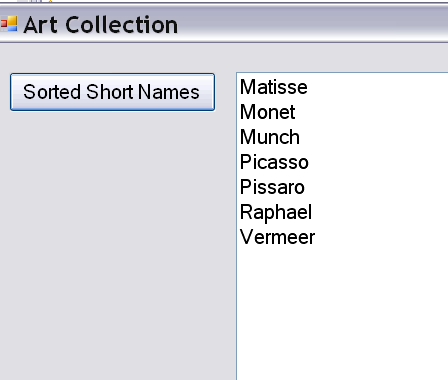 Art Collection
Sorted Short Names
Matisse
Monet
Munch
Picasso
Pissaro
Raphael
Vermeer